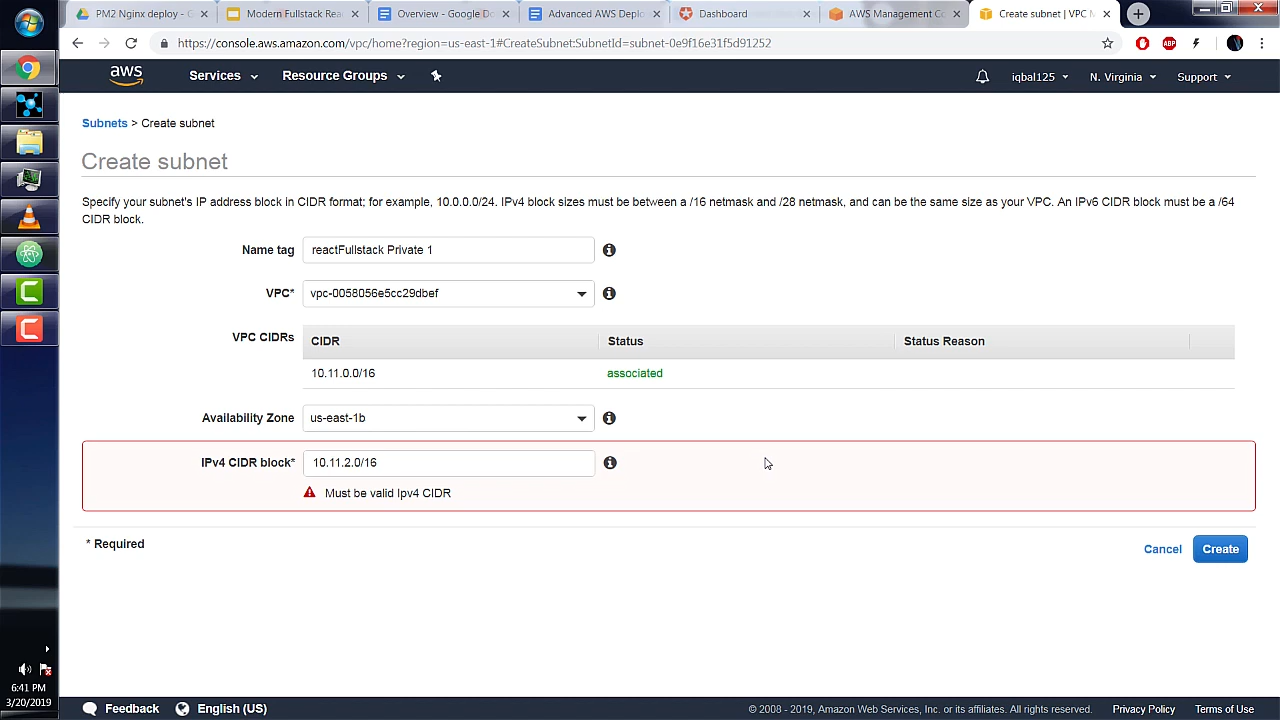 PM2 Nginx deploy - G
Modern Fullstack Rea
Overview - Google Do
Advanced AWS Deplo
Dashboard
AWS Management Co
Create subnet | VPC M
https://console.aws.amazon.com/vpc/home?region=us-east-1#CreateSubnet:SubnetId=subnet-0e9f16e31f5d91252
ABP
aws
Services
Resource Groups
iqbal125
N. Virginia
Support
Subnets > Create subnet
Create subnet
Specify your subnet's IP address block in CIDR format; for example, 10.0.0.0/24. IPv4 block sizes must be between a /16 netmask and /28 netmask, and can be the same size as your VPC. An IPv6 CIDR block must be a /64
CIDR block.
Name tag
reactFullstack Private 1
VPC*
vpc-0058056e5cc29dbef
VPC CIDRs
CIDR
Status
Status Reason
10.11.0.0/16
associated
Availability Zone
us-east-1b
IPv4 CIDR block*
10.11.2.0/16
Must be valid Ipv4 CIDR
* Required
Cancel
Create
6:41 PM
3/20/2019
Feedback
English (US)
© 2008 - 2019, Amazon Web Services, Inc. or its affiliates. All rights reserved.
Privacy Policy
Terms of Use